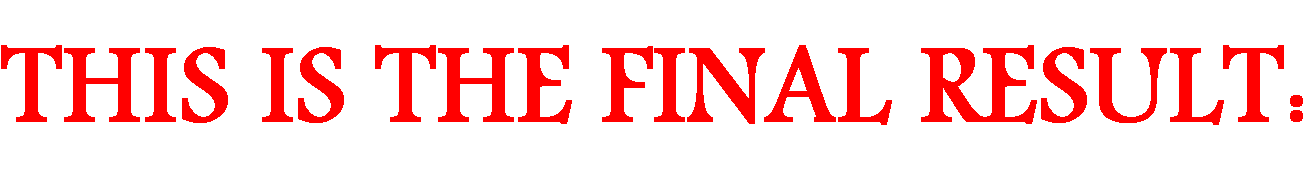 THIS IS THE FINAL RESULT: